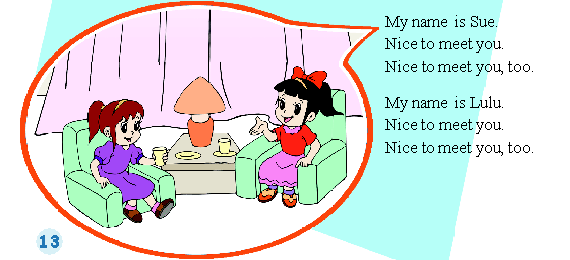 My name is Sue.
Nice to meet you.
Nice to meet you, too.
My name is Lulu.
Nice to meet you.
Nice to meet you, too.
13